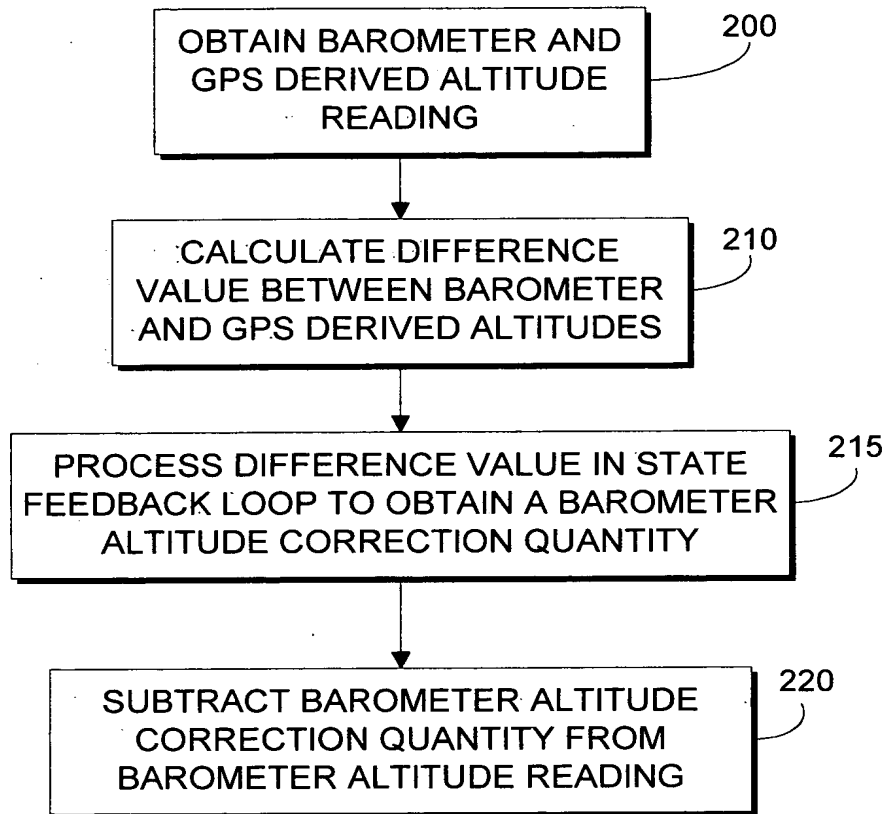 OBTAIN BAROMETER AND
GPS DERIVED ALTITUDE
READING
200
CALCULATE DIFFERENCE
VALUE BETWEEN BAROMETER
AND GPS DERIVED ALTITUDES
210
PROCESS DIFFERENCE VALUE IN STATE
FEEDBACK LOOP TO OBTAIN A BAROMETER
ALTITUDE CORRECTION QUANTITY
215
SUBTRACT BAROMETER ALTITUDE
CORRECTION QUANTITY FROM
BAROMETER ALTITUDE READING
220